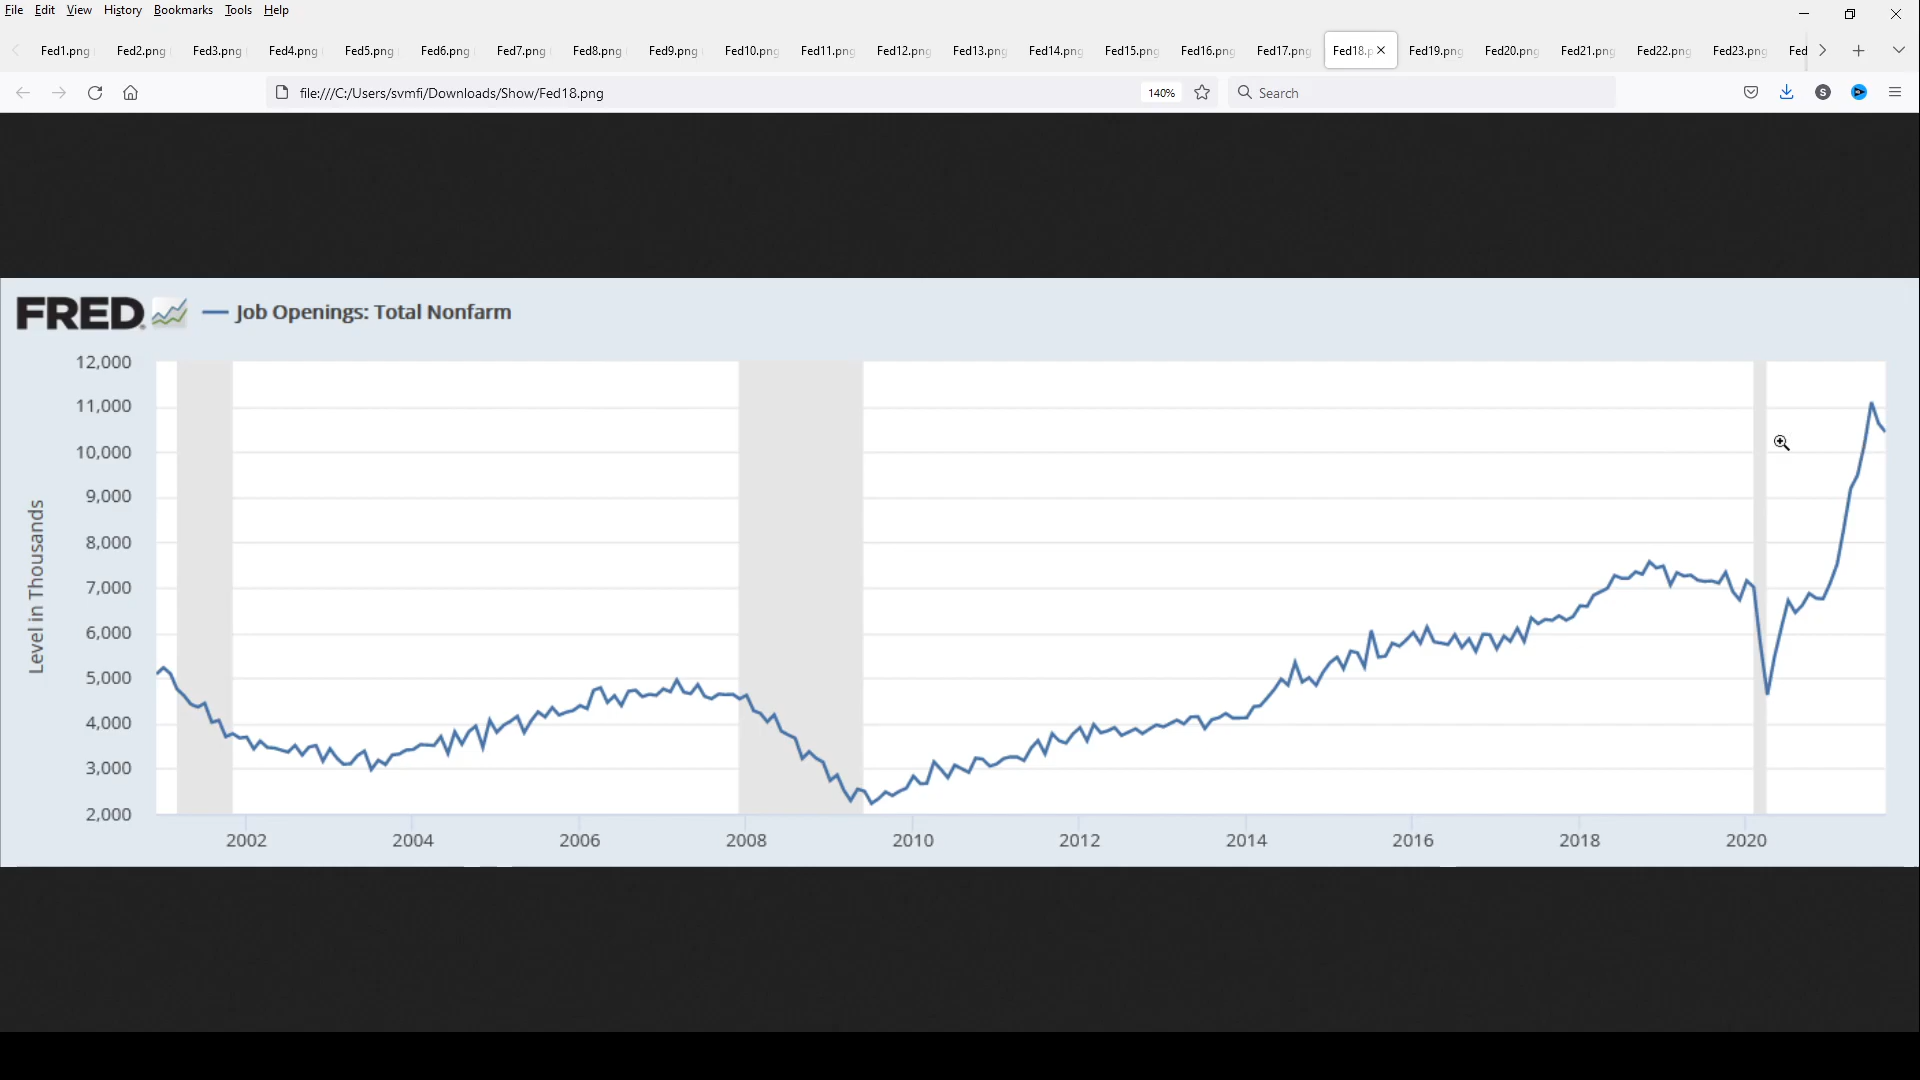 File Edit View History Bookmarks Tools Help
Fed1.png Fed2.png Fed3.png Fed4.png Fed5.png Fed6.png Fed7.png Fed8.png Fed9.png Fed10.png Fed11.png Fed12.png Fed13.png Fed14.png Fed15.png Fed16.png Fed17.png Fed18.p Fed19.png Fed20.png Fed21.png Fed22.png Fed23.png Fed
file:///C:/Users/svmfi/Downloads/Show/Fed18.png 140% Search S
FRED Job Openings: Total Nonfarm
12,000
11,000
10,000
9,000
8,000
7,000
6,000
5,000
4,000
3,000
2,000
Level in Thousands
2002 2004 2006 2008 2010 2012 2014 2016 2018 2020